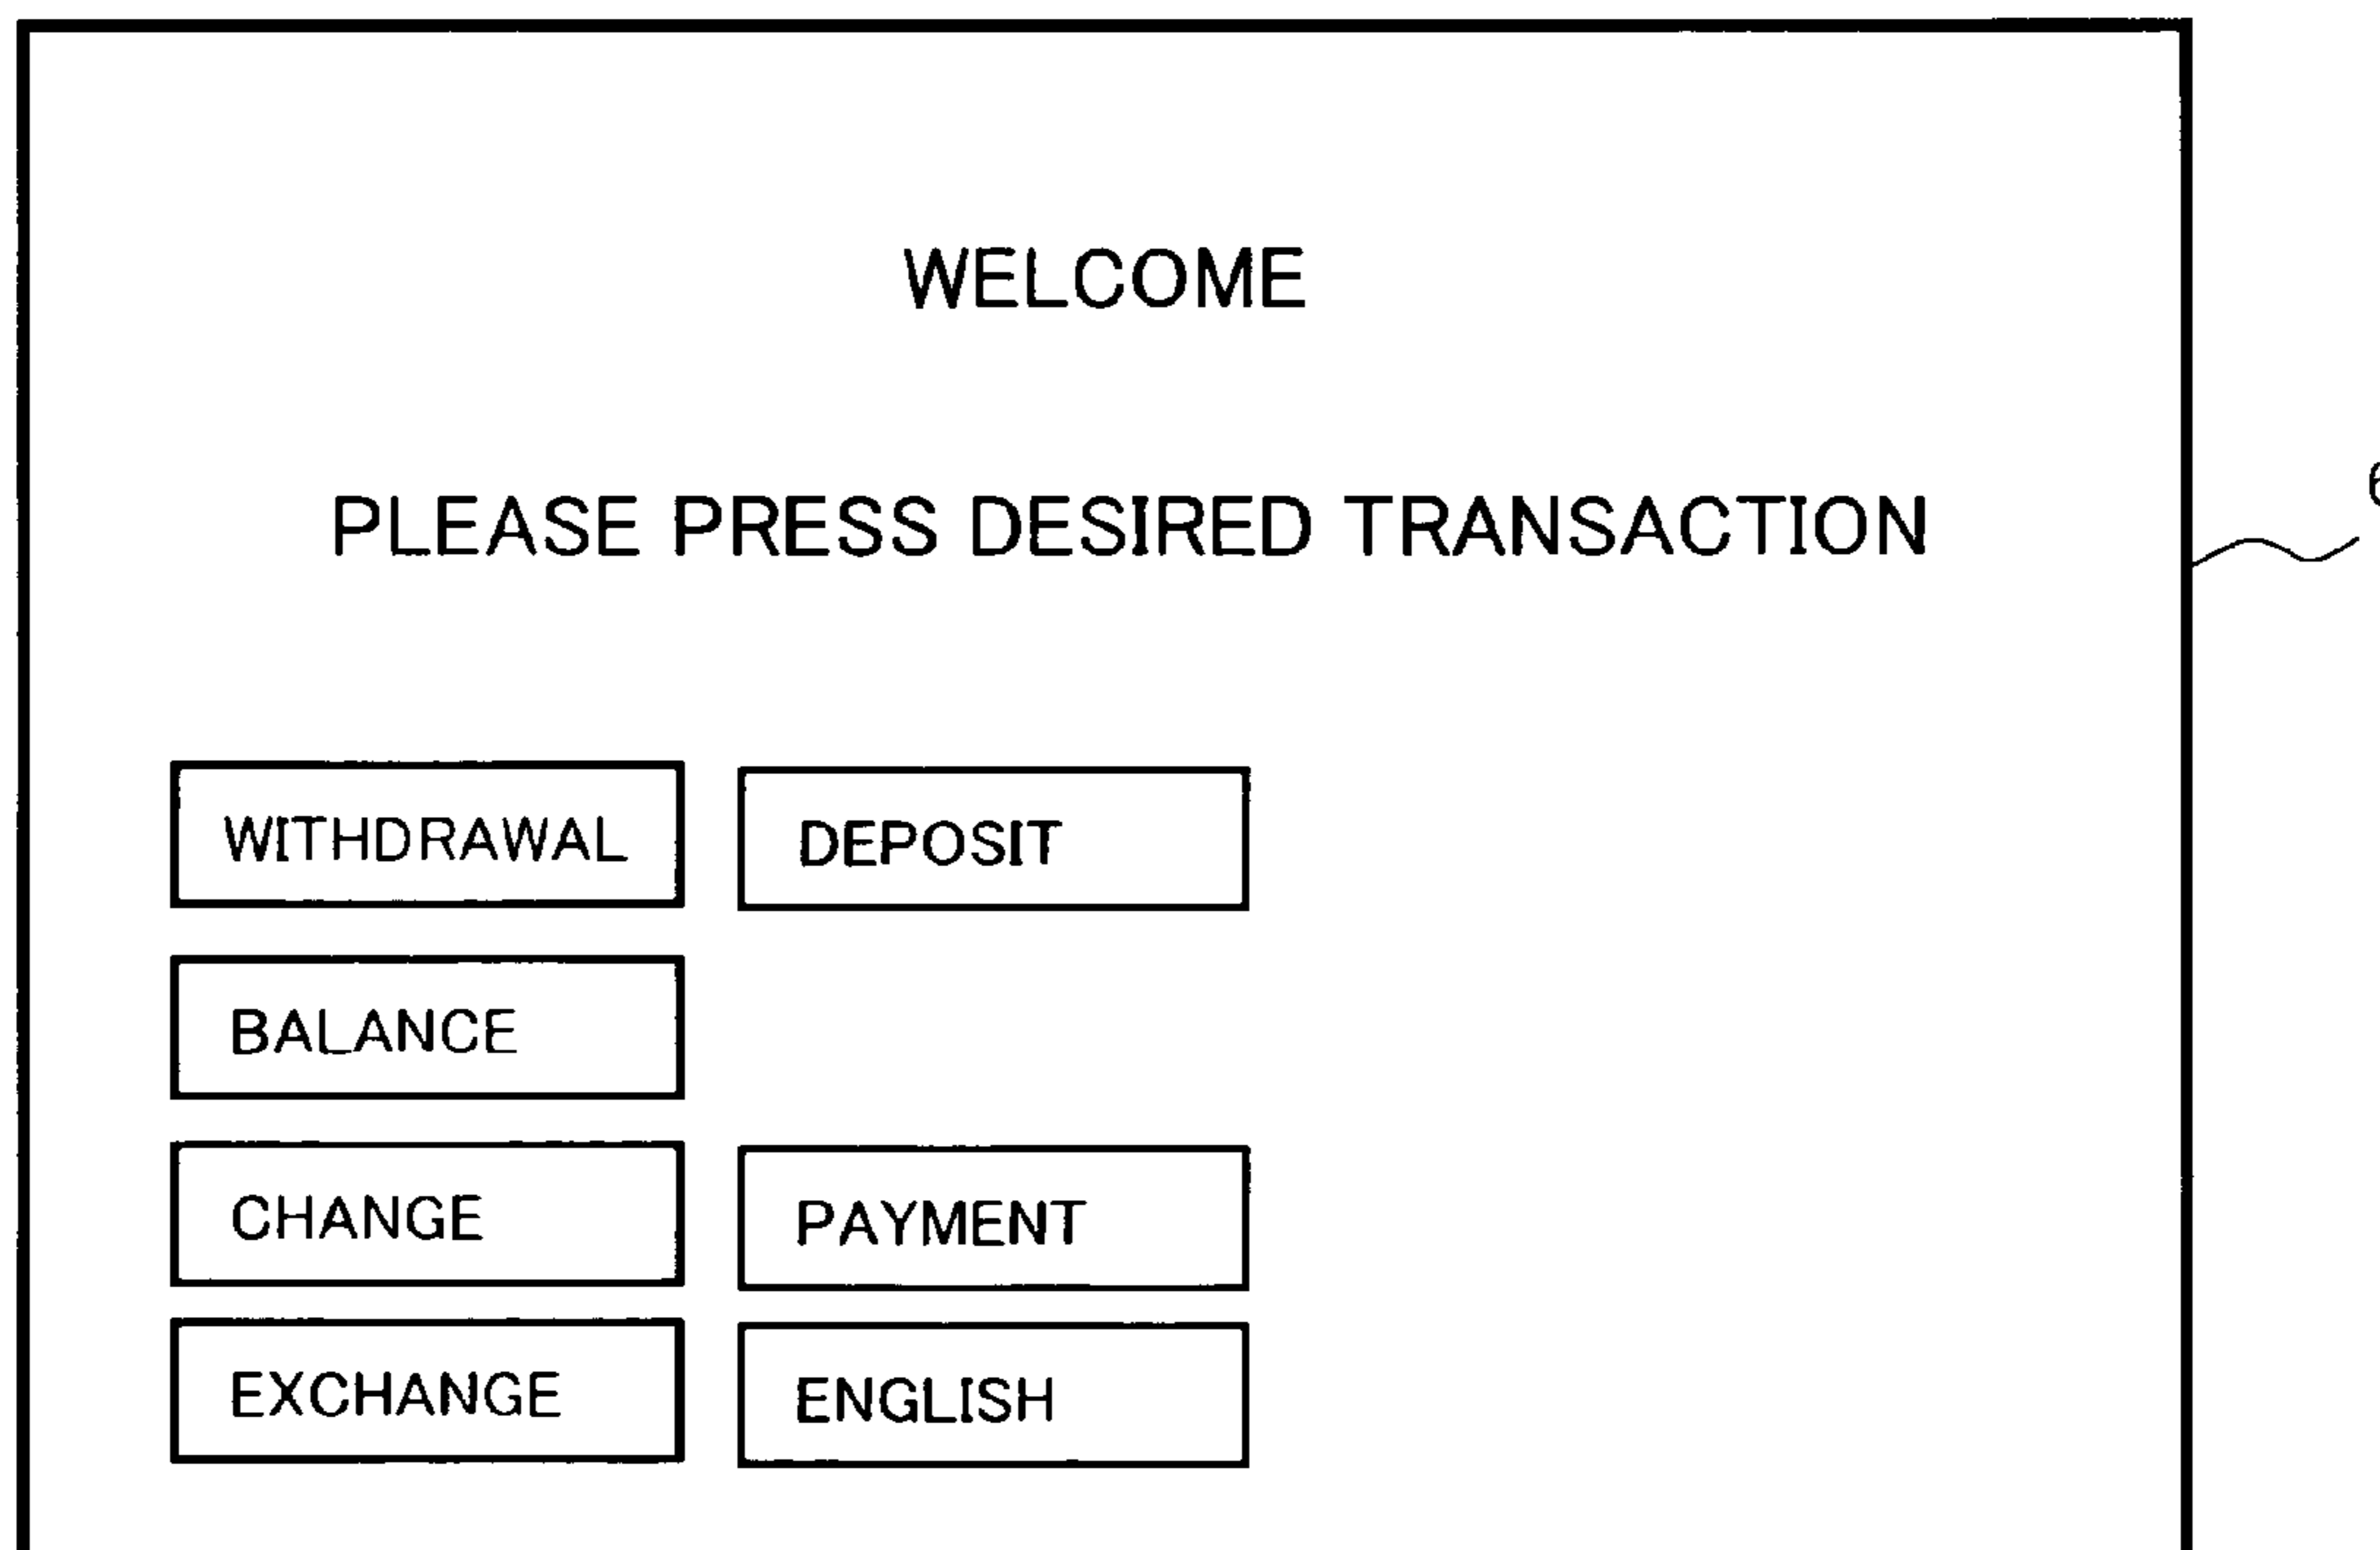 WELCOME
PLEASE PRESS DESIRED TRANSACTION
WITHDRAWAL DEPOSIT
BALANCE
CHANGE PAYMENT
EXCHANGE ENGLISH